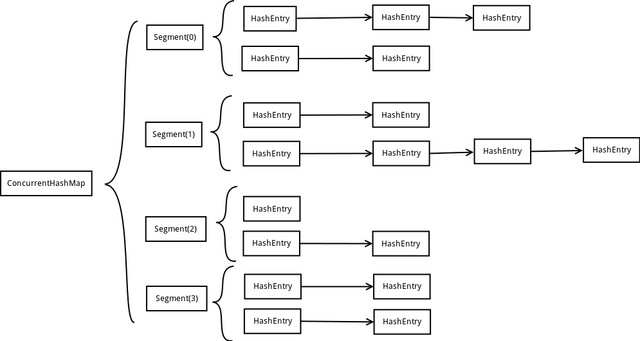 HashEntry HashEntry HashEntry
Segment(0)
HashEntry HashEntry
HashEntry HashEntry
Segment(1)
HashEntry HashEntry HashEntry HashEntry
ConcurrentHashMap
HashEntry
Segment(2)
HashEntry HashEntry
HashEntry HashEntry
Segment(3)
HashEntry HashEntry